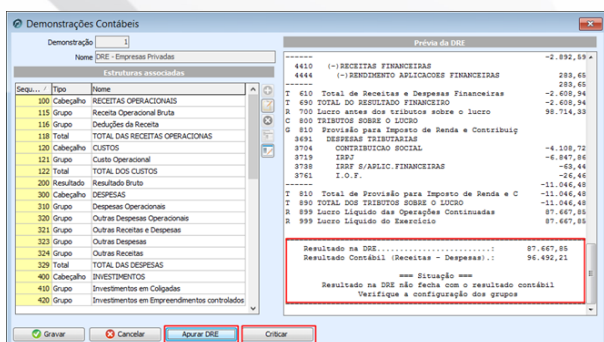 Demonstrações Contábeis
Demonstração 1
Nome DRE - Empresas Privadas
Estruturas associadas
Sequ... / Tipo Nome
100 Cabeçalho RECEITAS OPERACIONAIS
115 Grupo Receita Operacional Bruta
116 Grupo Deduções da Receita
118 Total TOTAL DAS RECEITAS OPERACIONAS
120 Cabeçalho CUSTOS
121 Grupo Custo Operacional
122 Total TOTAL DOS CUSTOS
200 Resultado Resultado Bruto
300 Cabeçalho DESPESAS
310 Grupo Despesas Operacionais
320 Grupo Outras Despesas Operacionais
321 Grupo Outras Receitas e Despesas
323 Grupo Outras Despesas
324 Grupo Outras Receitas
329 Total TOTAL DAS DESPESAS
400 Cabeçalho INVESTIMENTOS
410 Grupo Investimentos em Coligadas
420 Grupo Investimentos em Empreendimentos controlados
Gravar
Cancelar
Apurar DRE
Criticar
Prévia da DRE
------ -2.892,59
4410 (-)RECEITAS FINANCEIRAS
4444 (-)RENDIMENTO APLICACOES FINANCEIRAS 283,65
------ 283,65
T 610 Total de Receitas e Despesas Financeiras -2.608,94
T 690 TOTAL DO RESULTADO FINANCEIRO -2.608,94
R 700 Lucro antes dos tributos sobre o lucro 98.714,33
C 800 TRIBUTOS SOBRE O LUCRO
G 810 Provisão para Imposto de Renda e Contribuiç
3691 DESPESAS TRIBUTARIAS
3704 CONTRIBUICAO SOCIAL -4.108,72
3719 IRPJ -6.847,86
3738 IRRF S/APLIC.FINANCEIRAS -63,44
3761 I.O.F. -26,46
------ -11.046,48
T 810 Total de Provisão para Imposto de Renda e C -11.046,48
T 890 TOTAL DOS TRIBUTOS SOBRE O LUCRO -11.046,48
R 899 Lucro Líquido das Operações Continuadas 87.667,85
R 999 Lucro Líquido do Exercício 87.667,85
Resultado na DRE.......................: 87.667,85
Resultado Contábil (Receitas - Despesas).: 96.492,21
=== Situação ===
Resultado na DRE não fecha com o resultado contábil
Verifique a configuração dos grupos